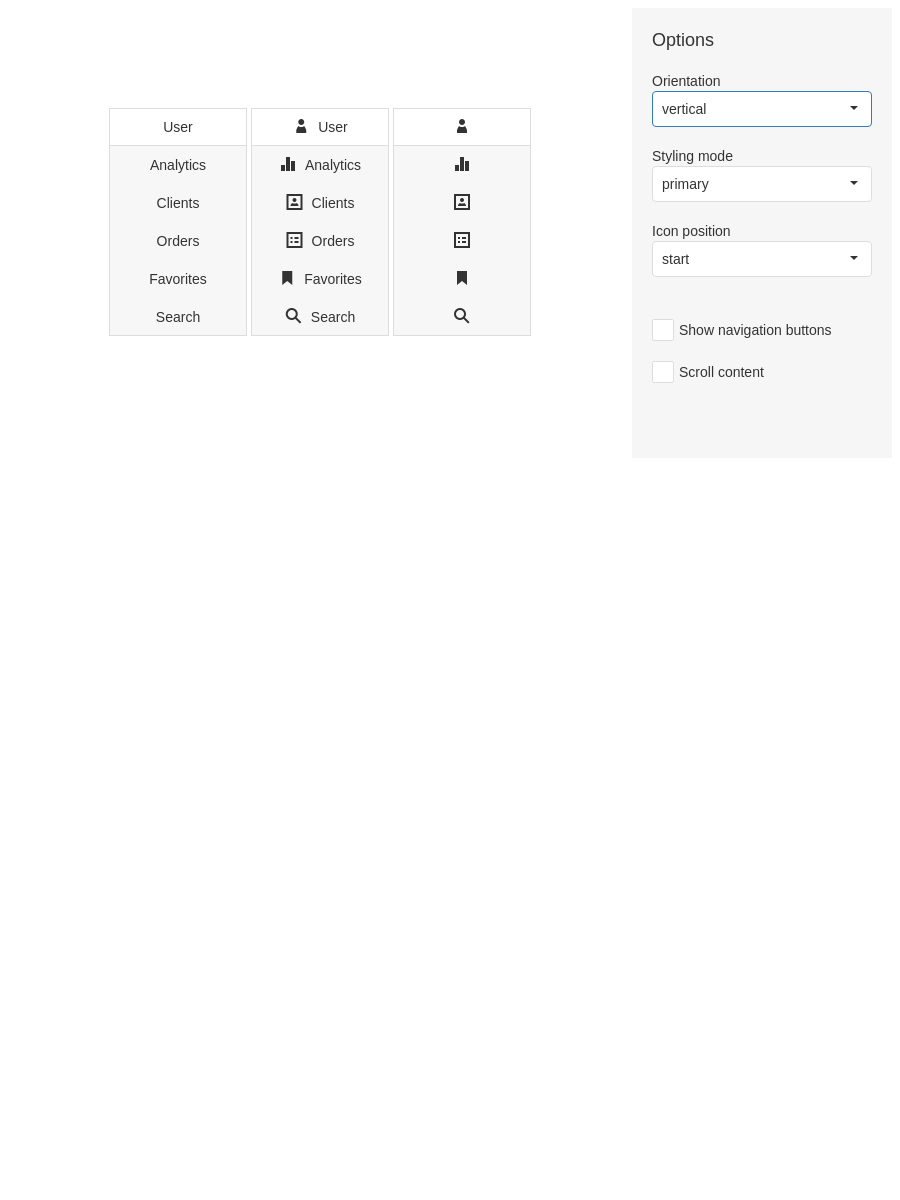 User
Analytics
Clients
Orders
Favorites
Search
User
Analytics
Clients
Orders
Favorites
Search
Options
Orientation
vertical
Styling mode
primary
Icon position
start
Show navigation buttons
Scroll content